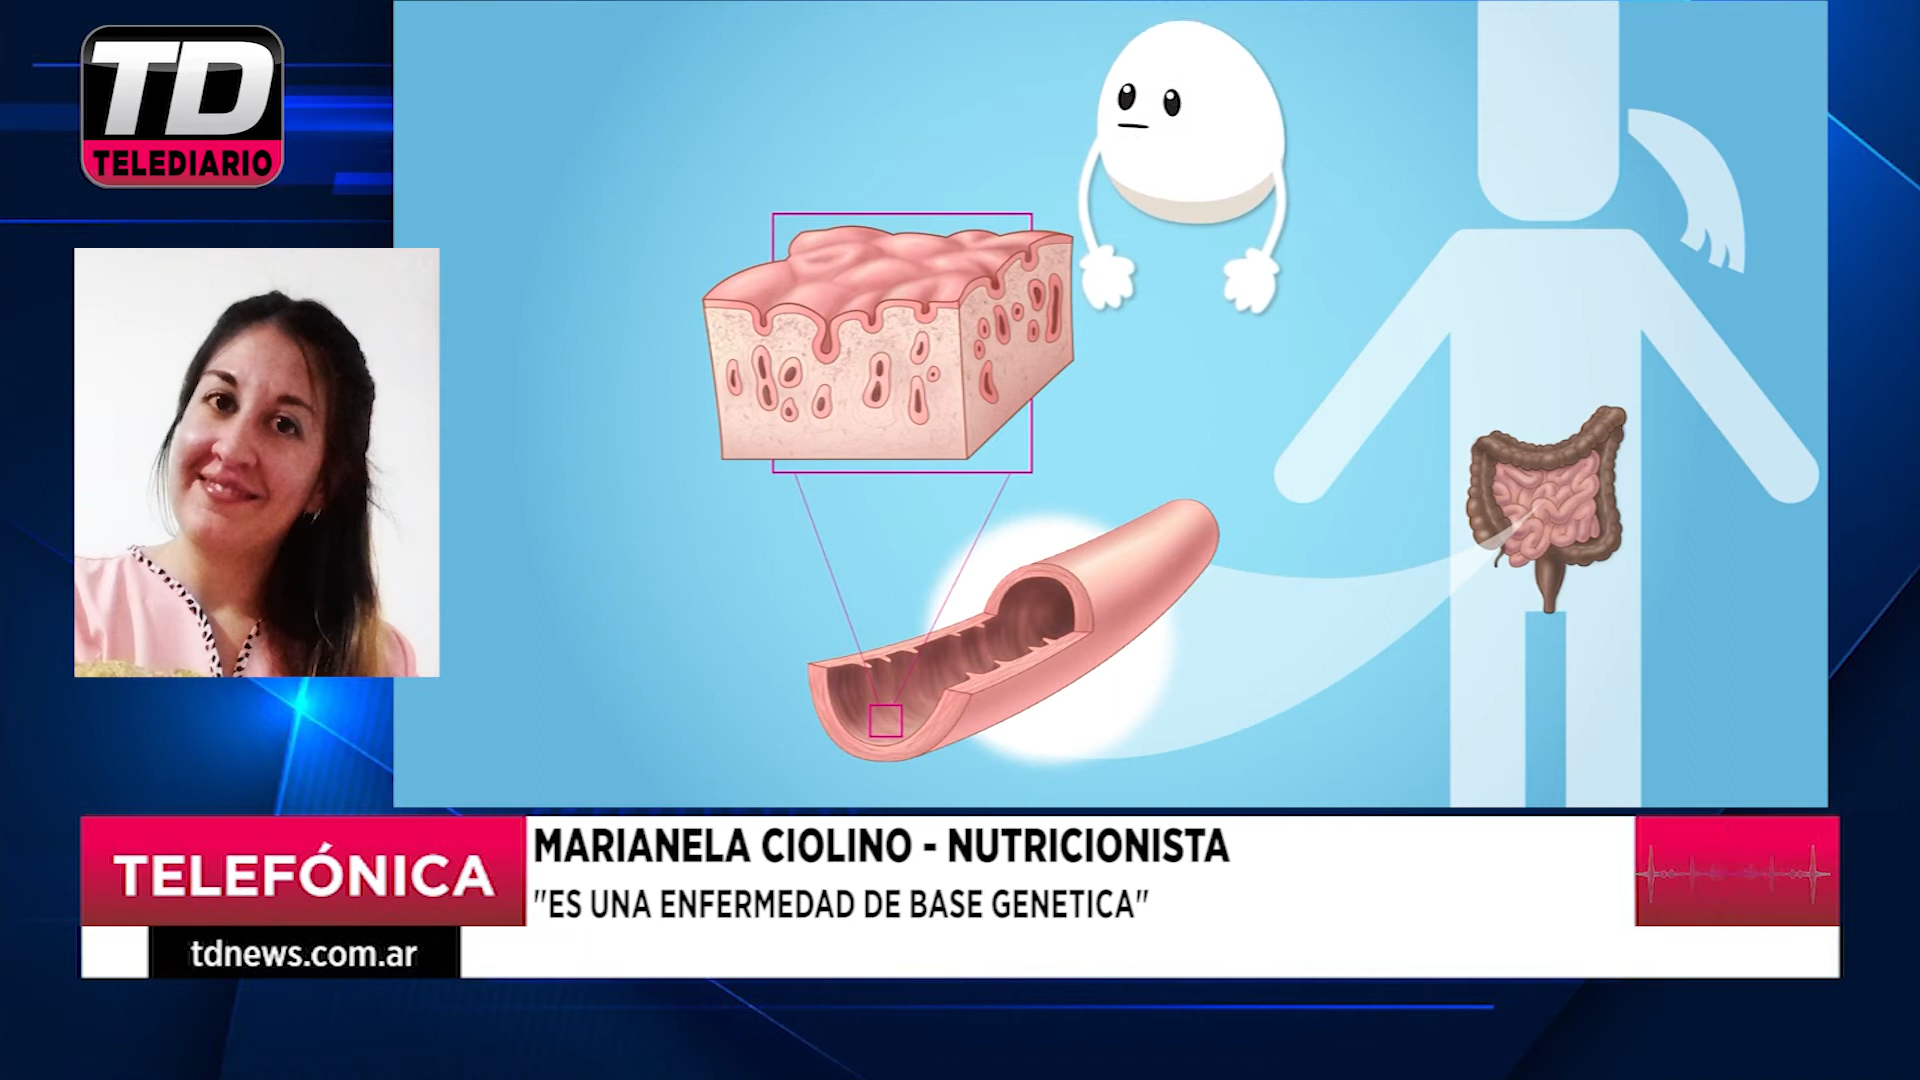 TD
TELEDIARIO
TELEFÓNICA
MARIANELA CIOLINO - NUTRICIONISTA
"ES UNA ENFERMEDAD DE BASE GENETICA"
tdnews.com.ar